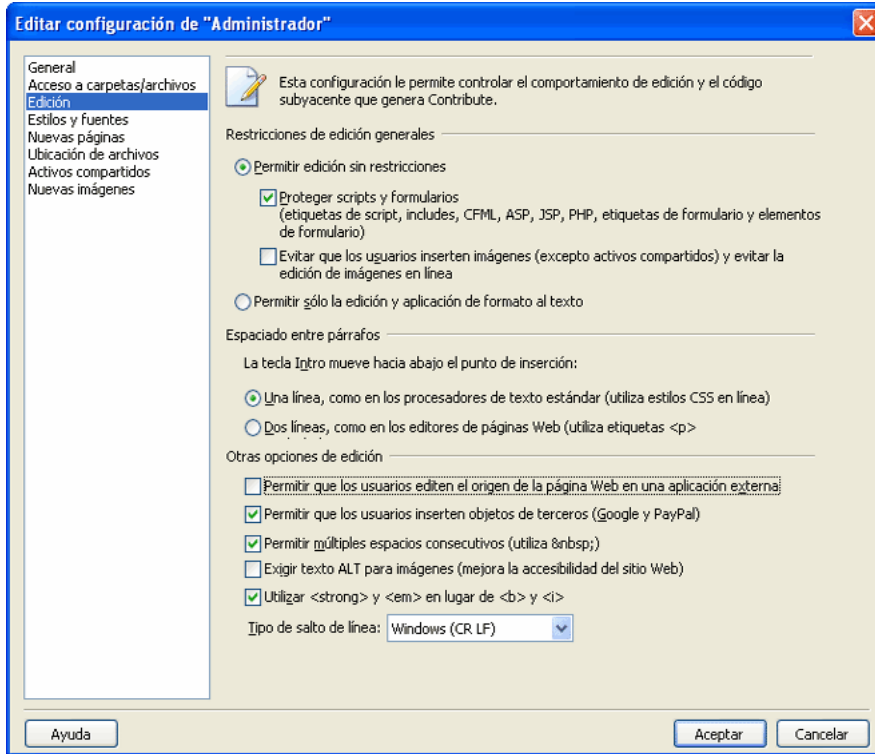 Editar configuración de "Administrador"
General
Acceso a carpetas/archivos
Edición
Estilos y fuentes
Nuevas páginas
Ubicación de archivos
Activos compartidos
Nuevas imágenes
Esta configuración le permite controlar el comportamiento de edición y el código
subyacente que genera Contribute.
Restricciones de edición generales
Permitir edición sin restricciones
Proteger scripts y formularios
(etiquetas de script, includes, CFML, ASP, JSP, PHP, etiquetas de formulario y elementos
de formulario)
Evitar que los usuarios inserten imágenes (excepto activos compartidos) y evitar la
edición de imágenes en línea
Permitir sólo la edición y aplicación de formato al texto
Espaciado entre párrafos
La tecla Intro mueve hacia abajo el punto de inserción:
Una línea, como en los procesadores de texto estándar (utiliza estilos CSS en línea)
Dos líneas, como en los editores de páginas Web (utiliza etiquetas <p>
Otras opciones de edición
Permitir que los usuarios editen el origen de la página Web en una aplicación externa
Permitir que los usuarios inserten objetos de terceros (Google y PayPal)
Permitir múltiples espacios consecutivos (utiliza &nbsp;)
Exigir texto ALT para imágenes (mejora la accesibilidad del sitio Web)
Utilizar <strong> y <em> en lugar de <b> y <i>
Tipo de salto de línea: Windows (CR LF)
Ayuda Aceptar Cancelar